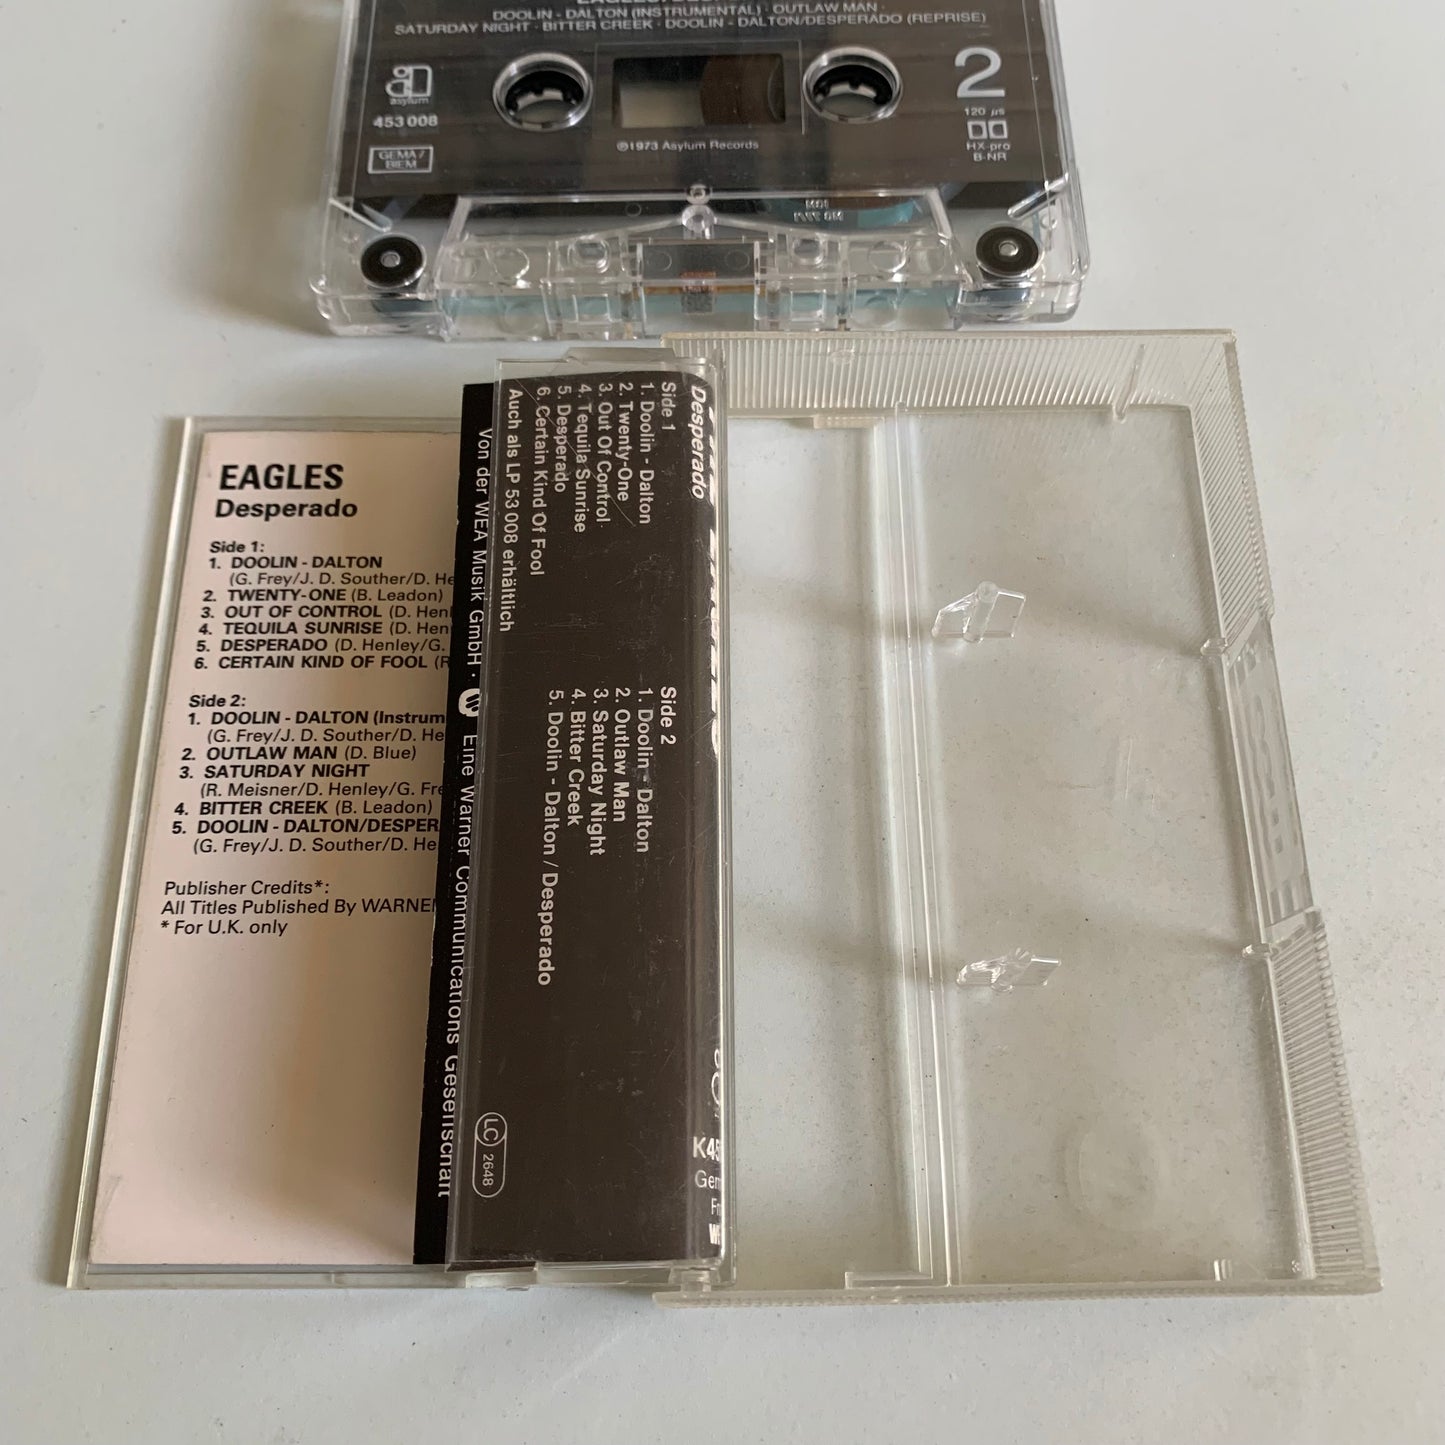 DOOLIN - DALTON (INSTRUMENTAL) · OUTLAW MAN ·
SATURDAY NIGHT · BITTER CREEK · DOOLIN - DALTON/DESPERADO (REPRISE)
asylum
453 008
GEMA/
BIEM
℗1973 Asylum Records
2
120 µs
HX-pro
B-NR
EAGLES
Desperado
Side 1:
1. DOOLIN - DALTON
(G. Frey/J. D. Souther/D. He
2. TWENTY-ONE (B. Leadon)
3. OUT OF CONTROL (D. Henl
4. TEQUILA SUNRISE (D. Hen
5. DESPERADO (D. Henley/G.
6. CERTAIN KIND OF FOOL (R
Side 2:
1. DOOLIN - DALTON (Instrum
(G. Frey/J. D. Souther/D. He
2. OUTLAW MAN (D. Blue)
3. SATURDAY NIGHT
(R. Meisner/D. Henley/G. Fre
4. BITTER CREEK (B. Leadon)
5. DOOLIN - DALTON/DESPER
(G. Frey/J. D. Souther/D. He
Publisher Credits*:
All Titles Published By WARNE
* For U.K. only
Desperado
Side 1
1. Doolin - Dalton
2. Twenty-One
3. Out Of Control
4. Tequila Sunrise
5. Desperado
6. Certain Kind Of Fool
Auch als LP 53 008 erhältlich
Side 2
1. Doolin - Dalton
2. Outlaw Man
3. Saturday Night
4. Bitter Creek
5. Doolin - Dalton / Desperado
Von der WEA Musik GmbH · Eine Warner Communications Gesellschaft
LC 2648
K45